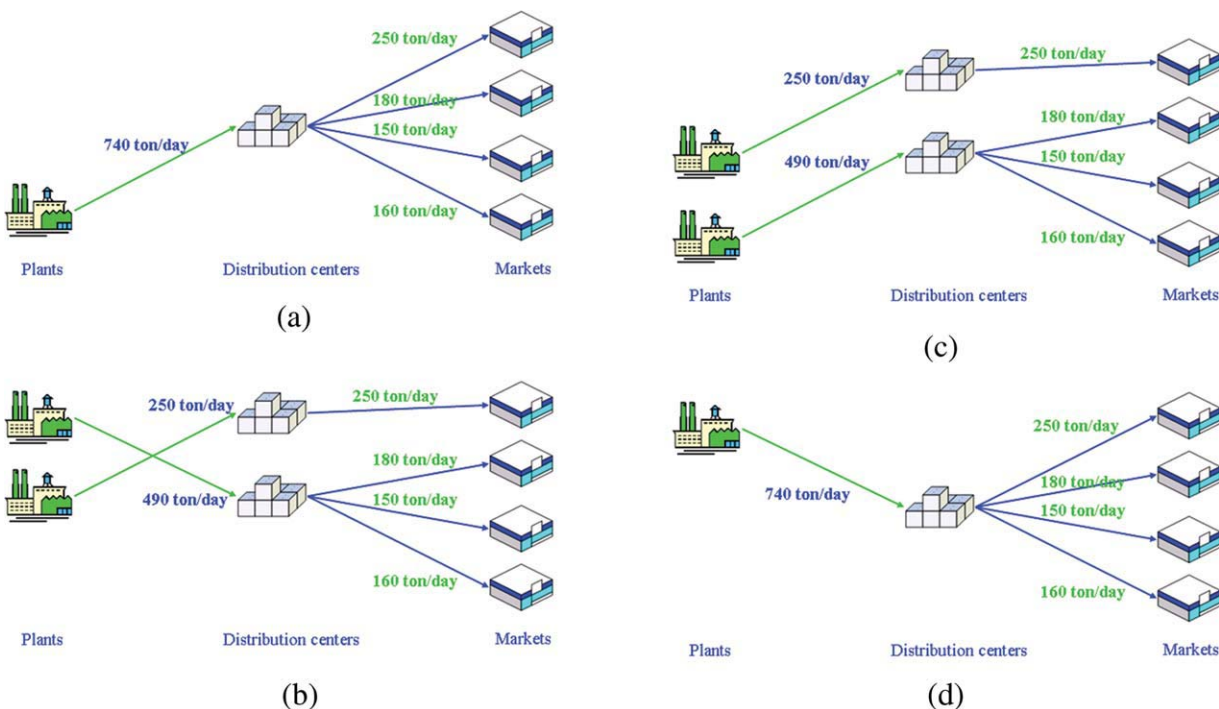 250 ton/day
180 ton/day
150 ton/day
740 ton/day
160 ton/day
Plants
Distribution centers
Markets
(a)
250 ton/day
250 ton/day
180 ton/day
490 ton/day
150 ton/day
160 ton/day
Plants
Distribution centers
Markets
(b)
250 ton/day
250 ton/day
180 ton/day
150 ton/day
490 ton/day
160 ton/day
Plants
Distribution centers
Markets
(c)
250 ton/day
180 ton/day
740 ton/day
150 ton/day
160 ton/day
Plants
Distribution centers
Markets
(d)